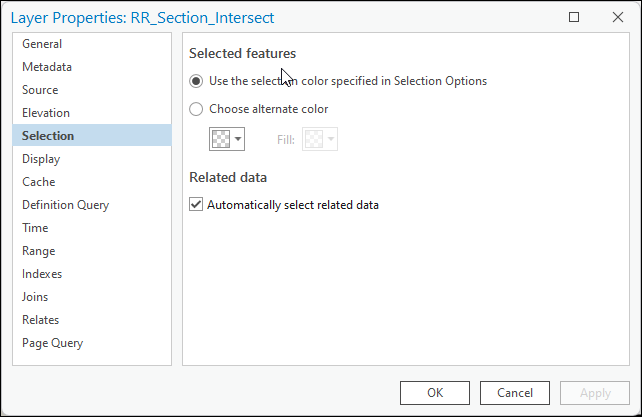 Layer Properties: RR_Section_Intersect
General
Metadata
Source
Elevation
Selection
Display
Cache
Definition Query
Time
Range
Indexes
Joins
Relates
Page Query
Selected features
Use the selection color specified in Selection Options
Choose alternate color
Fill:
Related data
Automatically select related data
OK
Cancel
Apply